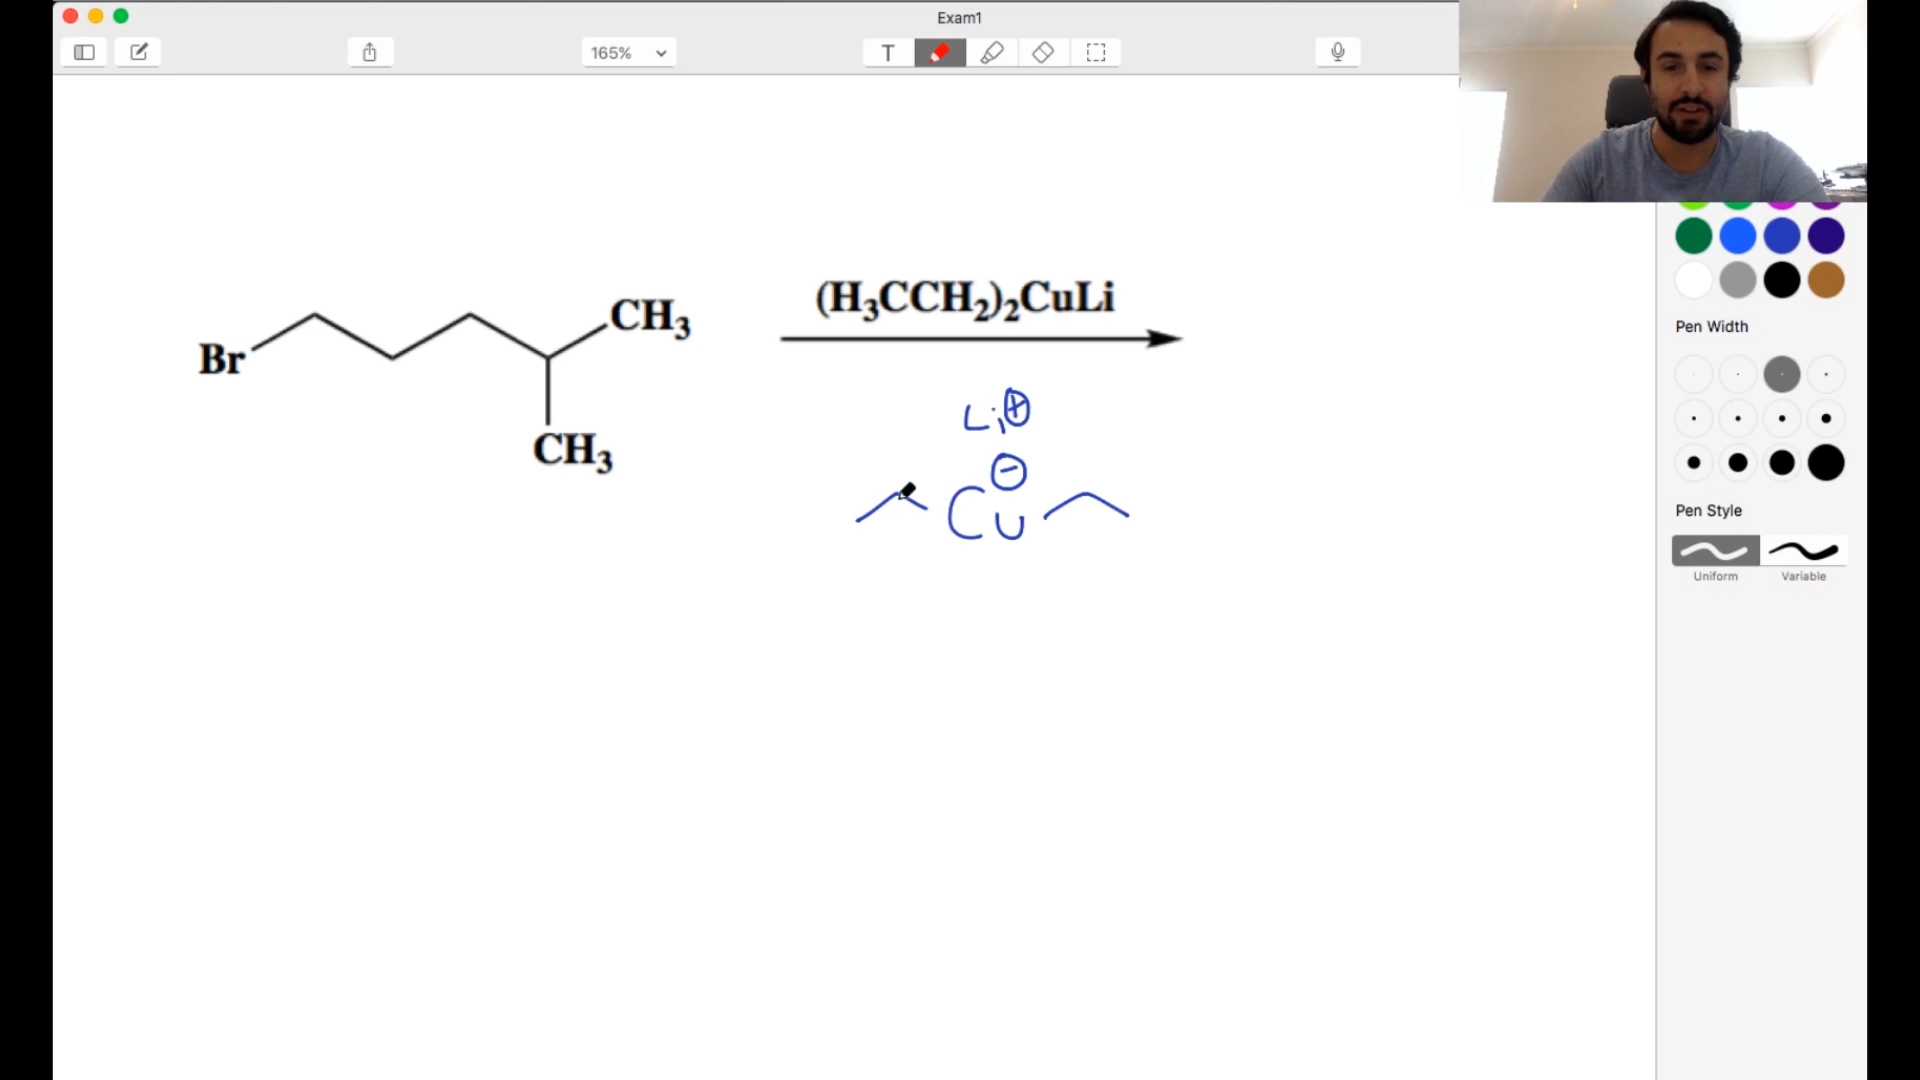 Exam1
165%
T
Br
CH3
CH3
(H3CCH2)2CuLi
Li⊕
⊖
Cu
Pen Width
Pen Style
Uniform
Variable